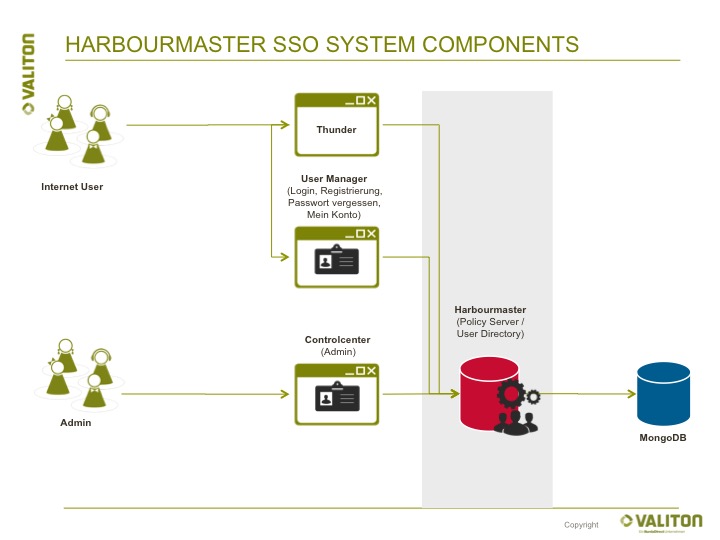 VALITON
HARBOURMASTER SSO SYSTEM COMPONENTS
Thunder
Internet User
User Manager
(Login, Registrierung,
Passwort vergessen,
Mein Konto)
Harbourmaster
(Policy Server /
User Directory)
Controlcenter
(Admin)
Admin
MongoDB
Copyright
VALITON